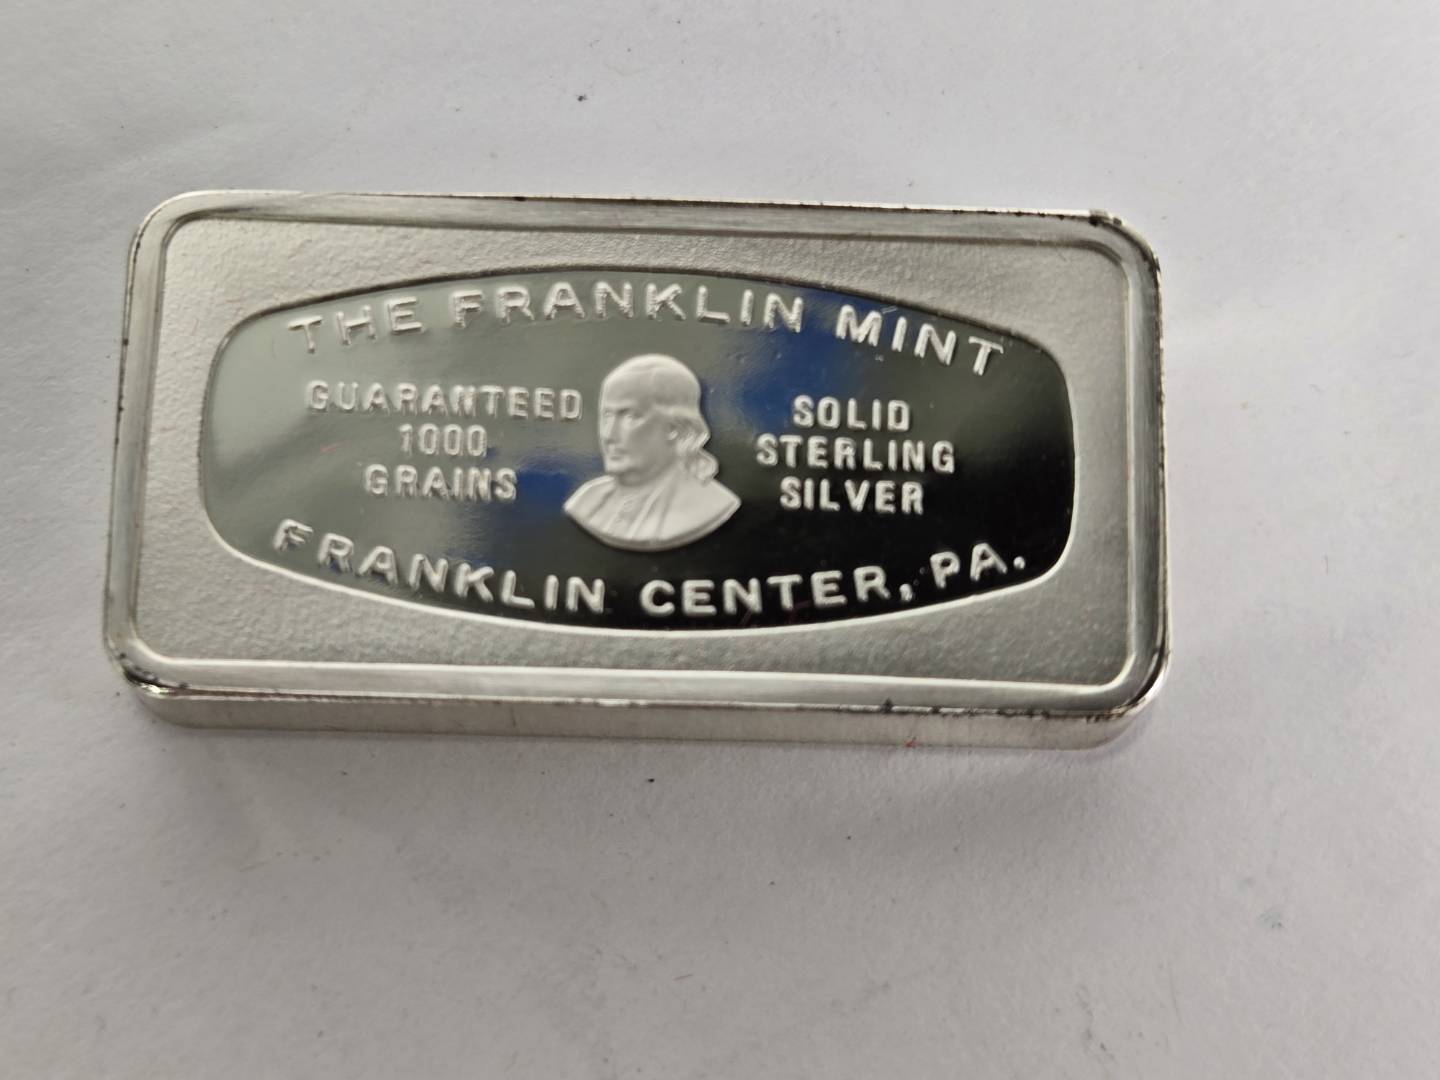 THE FRANKLIN MINT
GUARANTEED
1000
GRAINS
SOLID
STERLING
SILVER
FRANKLIN CENTER, PA.